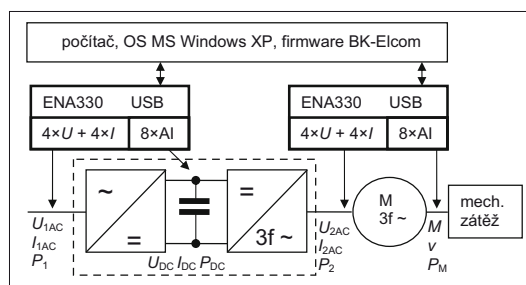 počítač, OS MS Windows XP, firmware BK-Elcom
ENA330 USB
4×U + 4×I 8×AI
ENA330 USB
4×U + 4×I 8×AI
~
=
=
3f ~
M
3f ~
mech.
zátěž
U1AC
I1AC
P1
UDC IDC PDC
U2AC
I2AC
P2
M
v
PM